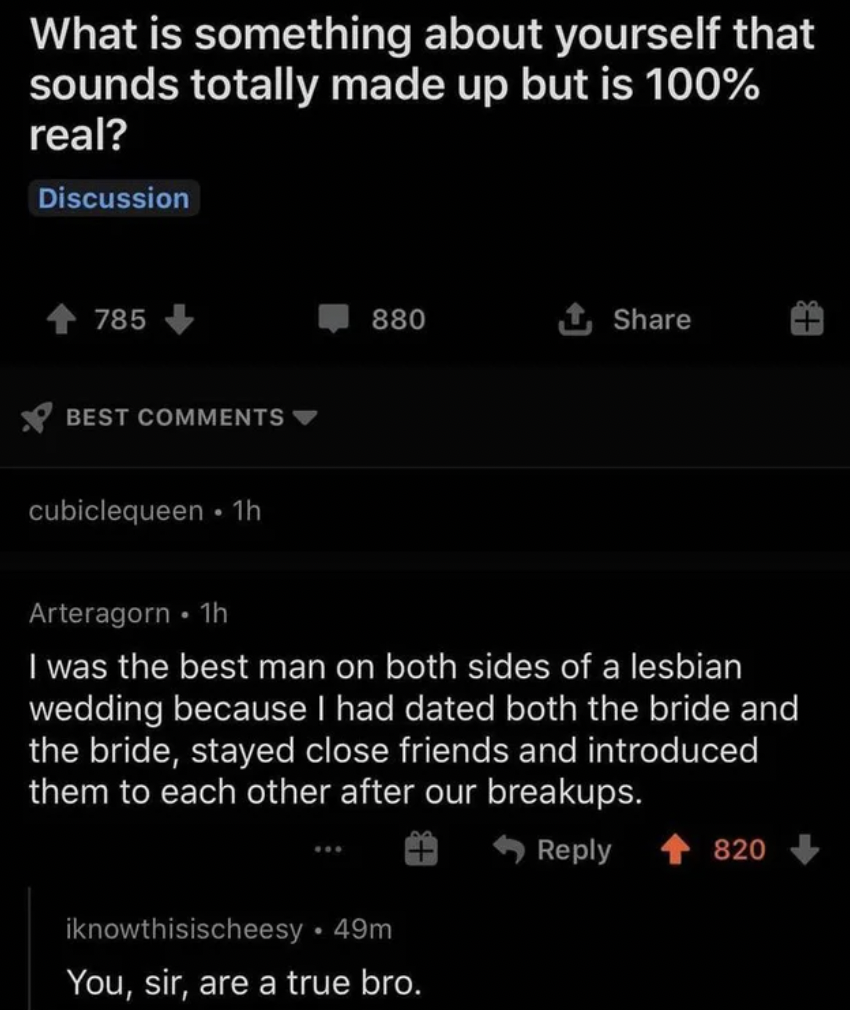 What is something about yourself that
sounds totally made up but is 100%
real?
Discussion
785
880
Share
BEST COMMENTS
cubiclequeen • 1h
Arteragorn • 1h
I was the best man on both sides of a lesbian
wedding because I had dated both the bride and
the bride, stayed close friends and introduced
them to each other after our breakups.
... Reply 820
iknowthisischeesy • 49m
You, sir, are a true bro.